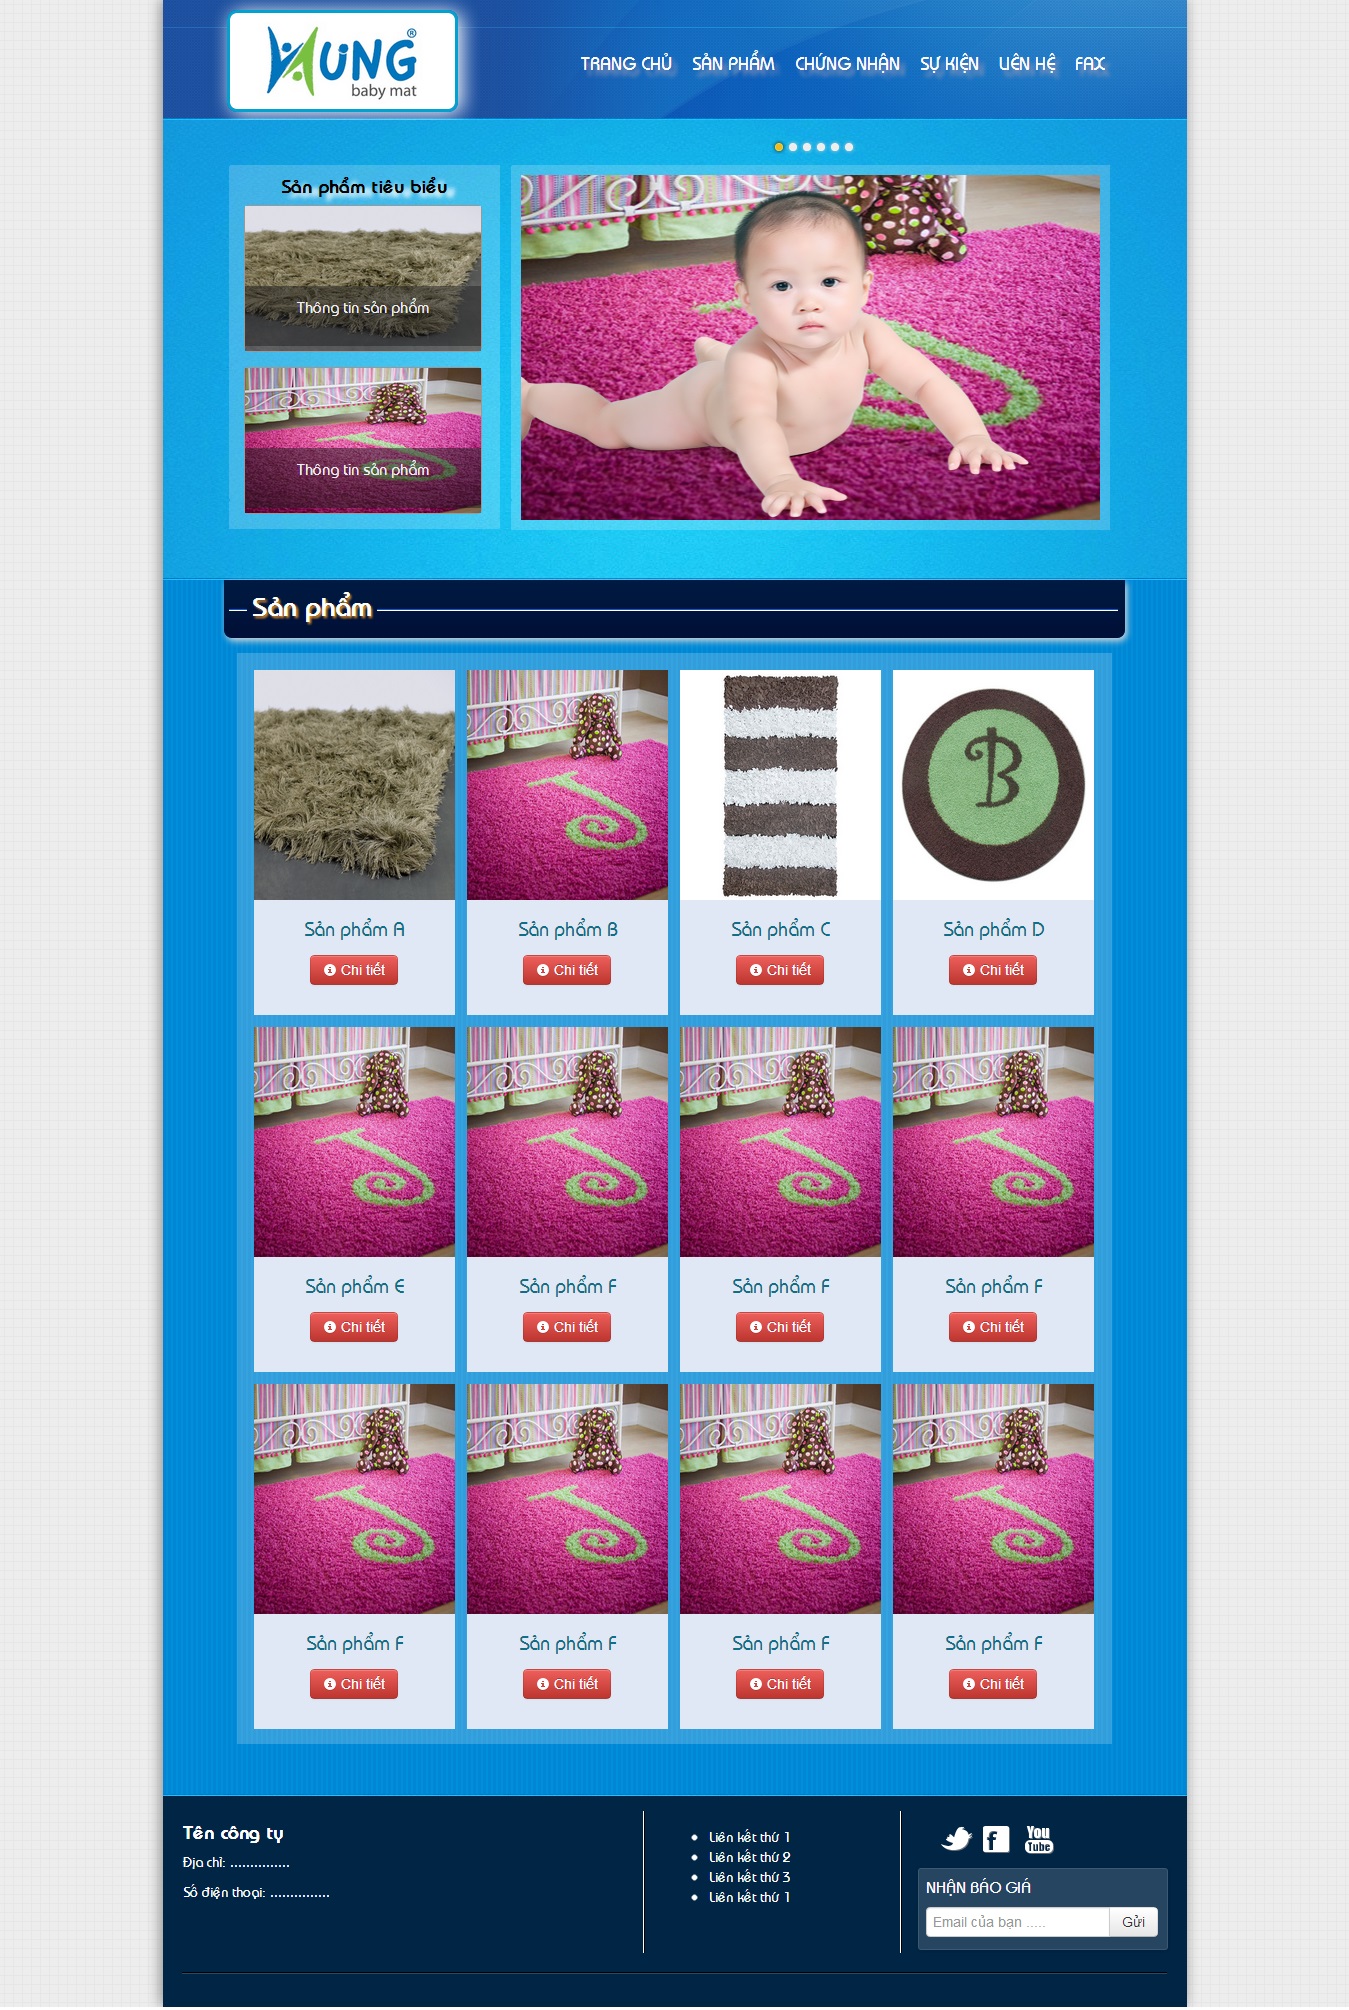 HƯNG®
baby mat
TRANG CHỦ SẢN PHẨM CHỨNG NHẬN SỰ KIỆN LIÊN HỆ FAX
Sản phẩm tiêu biểu
Thông tin sản phẩm
Thông tin sản phẩm
Sản phẩm
B
Sản phẩm A Sản phẩm B Sản phẩm C Sản phẩm D
Chi tiết Chi tiết Chi tiết Chi tiết
Sản phẩm E Sản phẩm F Sản phẩm F Sản phẩm F
Chi tiết Chi tiết Chi tiết Chi tiết
Sản phẩm F Sản phẩm F Sản phẩm F Sản phẩm F
Chi tiết Chi tiết Chi tiết Chi tiết
Tên công ty
Địa chỉ: ...............
Số điện thoại: ...............
Liên kết thứ 1
Liên kết thứ 2
Liên kết thứ 3
Liên kết thứ 1
You
Tube
NHẬN BÁO GIÁ
Email của bạn ..... Gửi